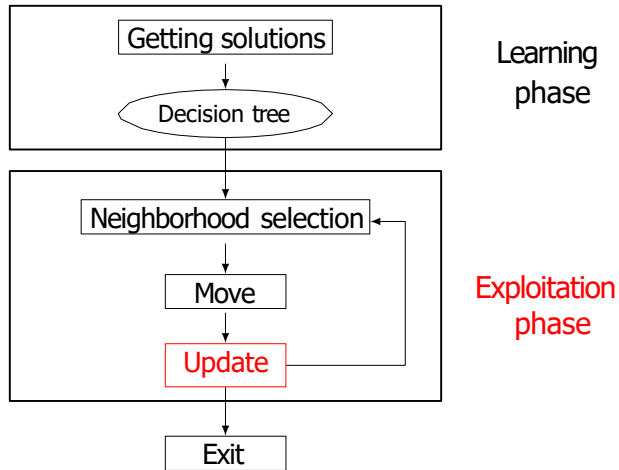 Getting solutions
Learning
phase
Decision tree
Neighborhood selection
Move
Exploitation
phase
Update
Exit